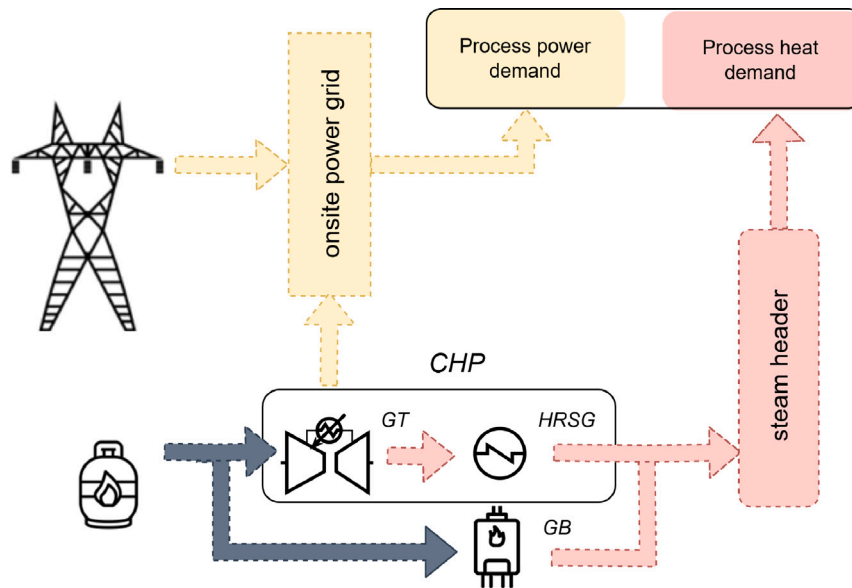 Process power
demand
Process heat
demand
onsite power grid
CHP
GT
HRSG
steam header
GB